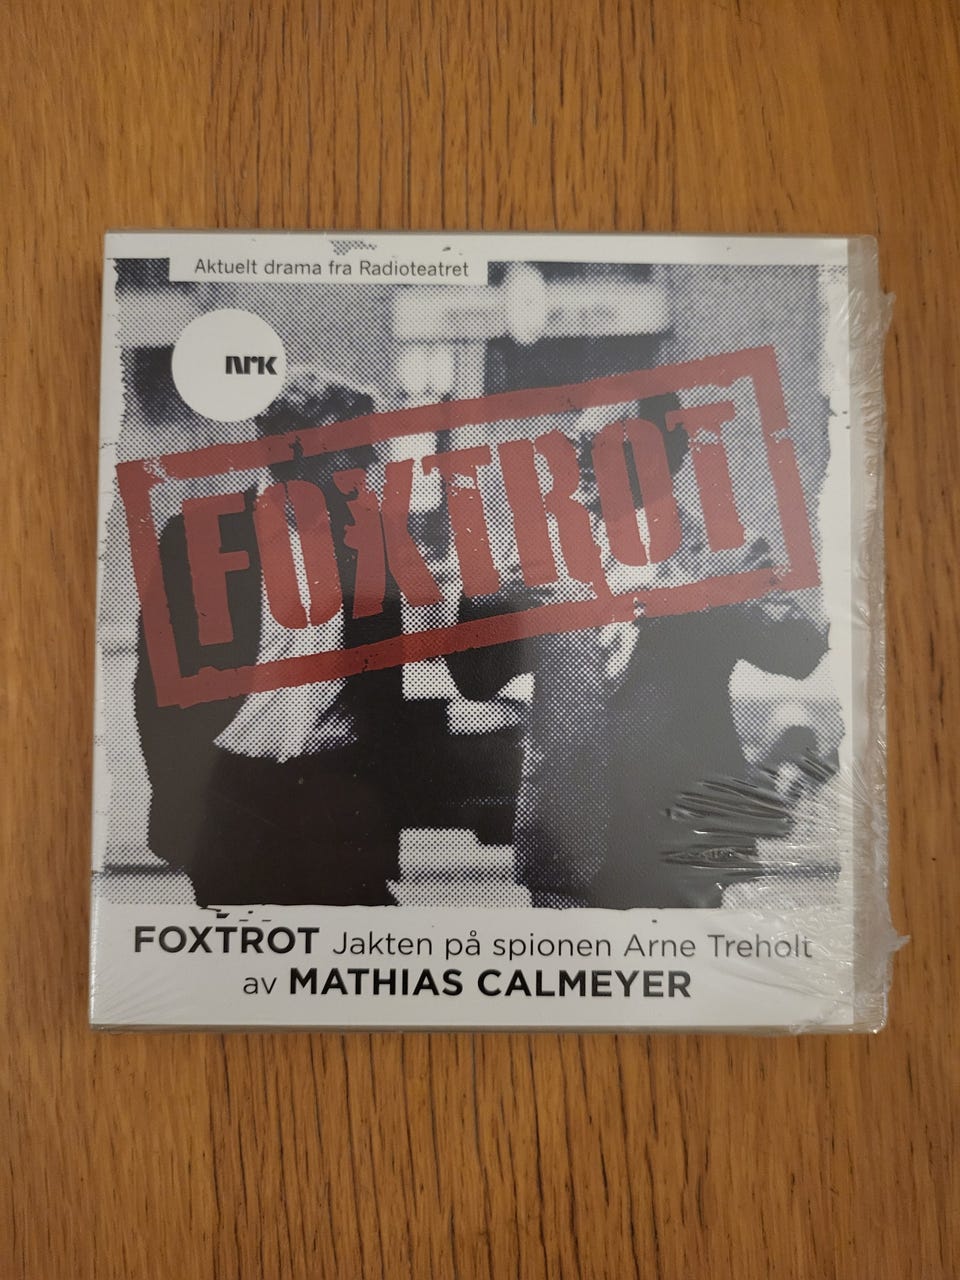 Aktuelt drama fra Radioteatret
nrk
FOXTROT
FOXTROT Jakten på spionen Arne Treholt
av MATHIAS CALMEYER